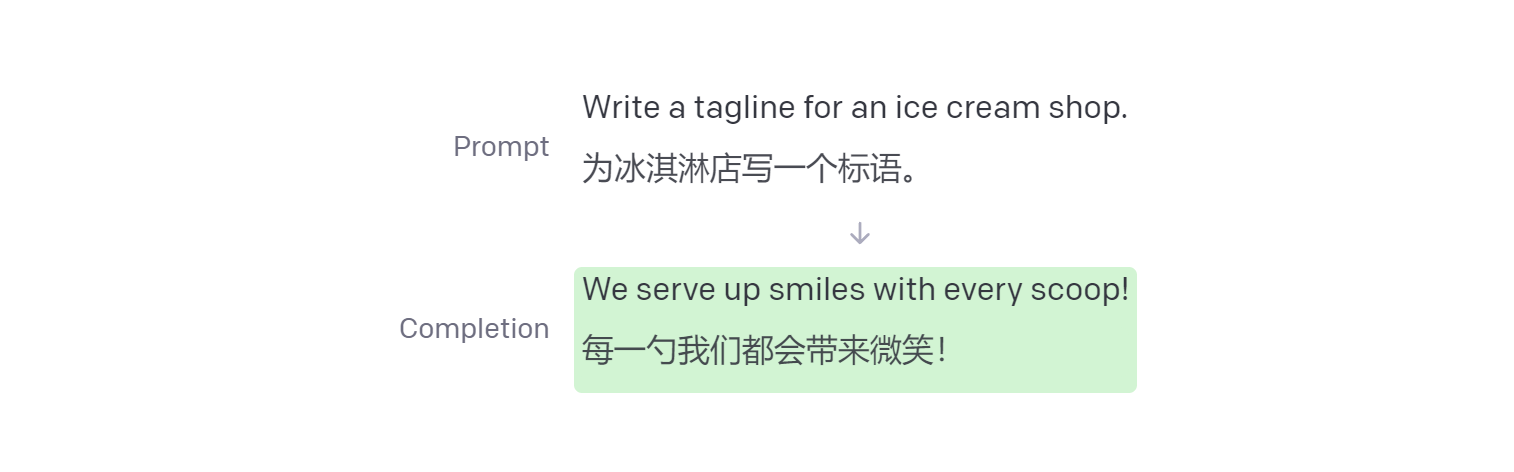 Write a tagline for an ice cream shop.
Prompt
为冰淇淋店写一个标语。
↓
We serve up smiles with every scoop!
Completion
每一勺我们都会带来微笑！